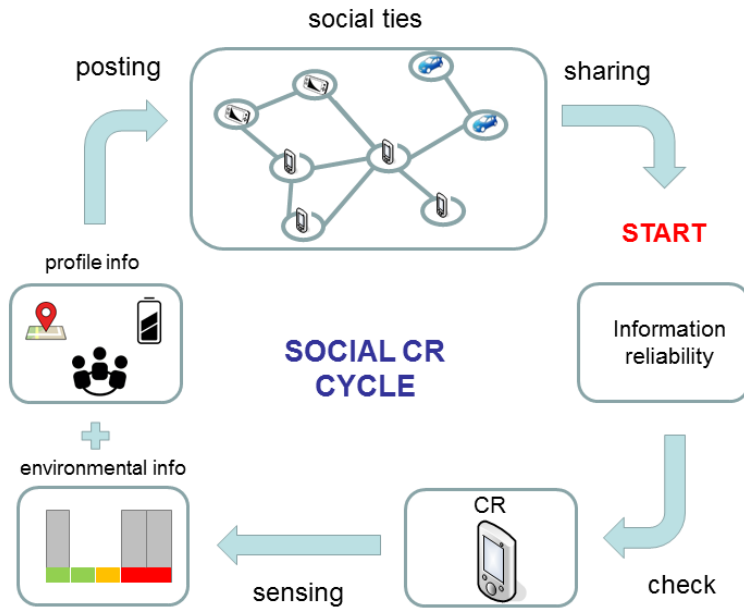 social ties
posting
sharing
START
profile info
Information
reliability
SOCIAL CR
CYCLE
environmental info
CR
sensing
check